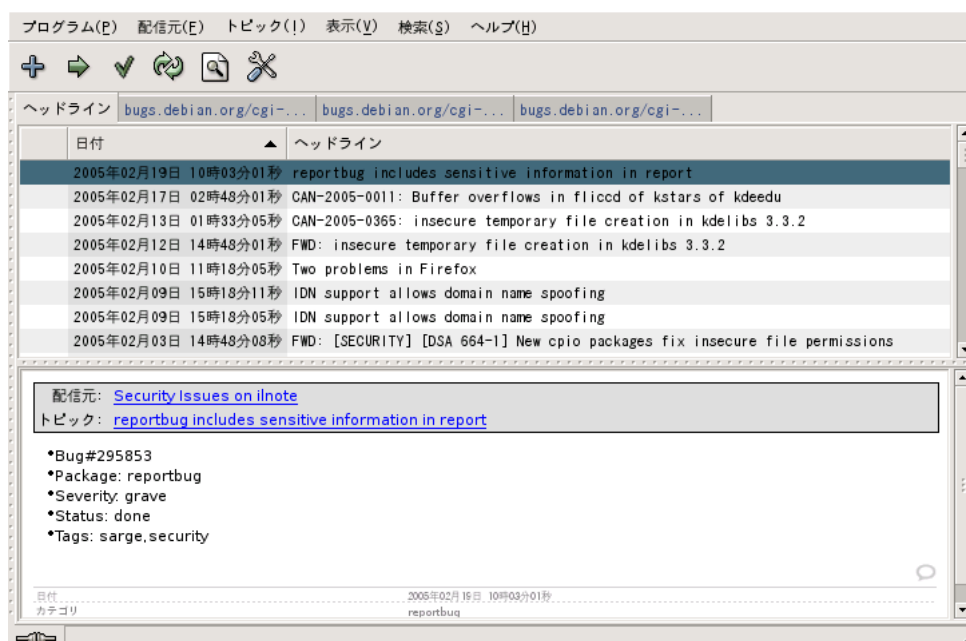 プログラム(P) 配信元(F) トピック(!) 表示(V) 検索(S) ヘルプ(H)
ヘッドライン bugs.debian.org/cgi-... bugs.debian.org/cgi-... bugs.debian.org/cgi-...
日付 ヘッドライン
2005年02月19日 10時03分01秒 reportbug includes sensitive information in report
2005年02月17日 02時48分01秒 CAN-2005-0011: Buffer overflows in fliccd of kstars of kdeedu
2005年02月13日 01時33分05秒 CAN-2005-0365: insecure temporary file creation in kdelibs 3.3.2
2005年02月12日 14時48分01秒 FWD: insecure temporary file creation in kdelibs 3.3.2
2005年02月10日 11時18分05秒 Two problems in Firefox
2005年02月09日 15時18分11秒 IDN support allows domain name spoofing
2005年02月09日 15時18分05秒 IDN support allows domain name spoofing
2005年02月03日 14時48分08秒 FWD: [SECURITY] [DSA 664-1] New cpio packages fix insecure file permissions
配信元: Security Issues on ilnote
トピック: reportbug includes sensitive information in report
Bug#295853
Package: reportbug
Severity: grave
Status: done
Tags: sarge,security
日付 2005年02月19日 10時03分01秒
カテゴリ reportbug